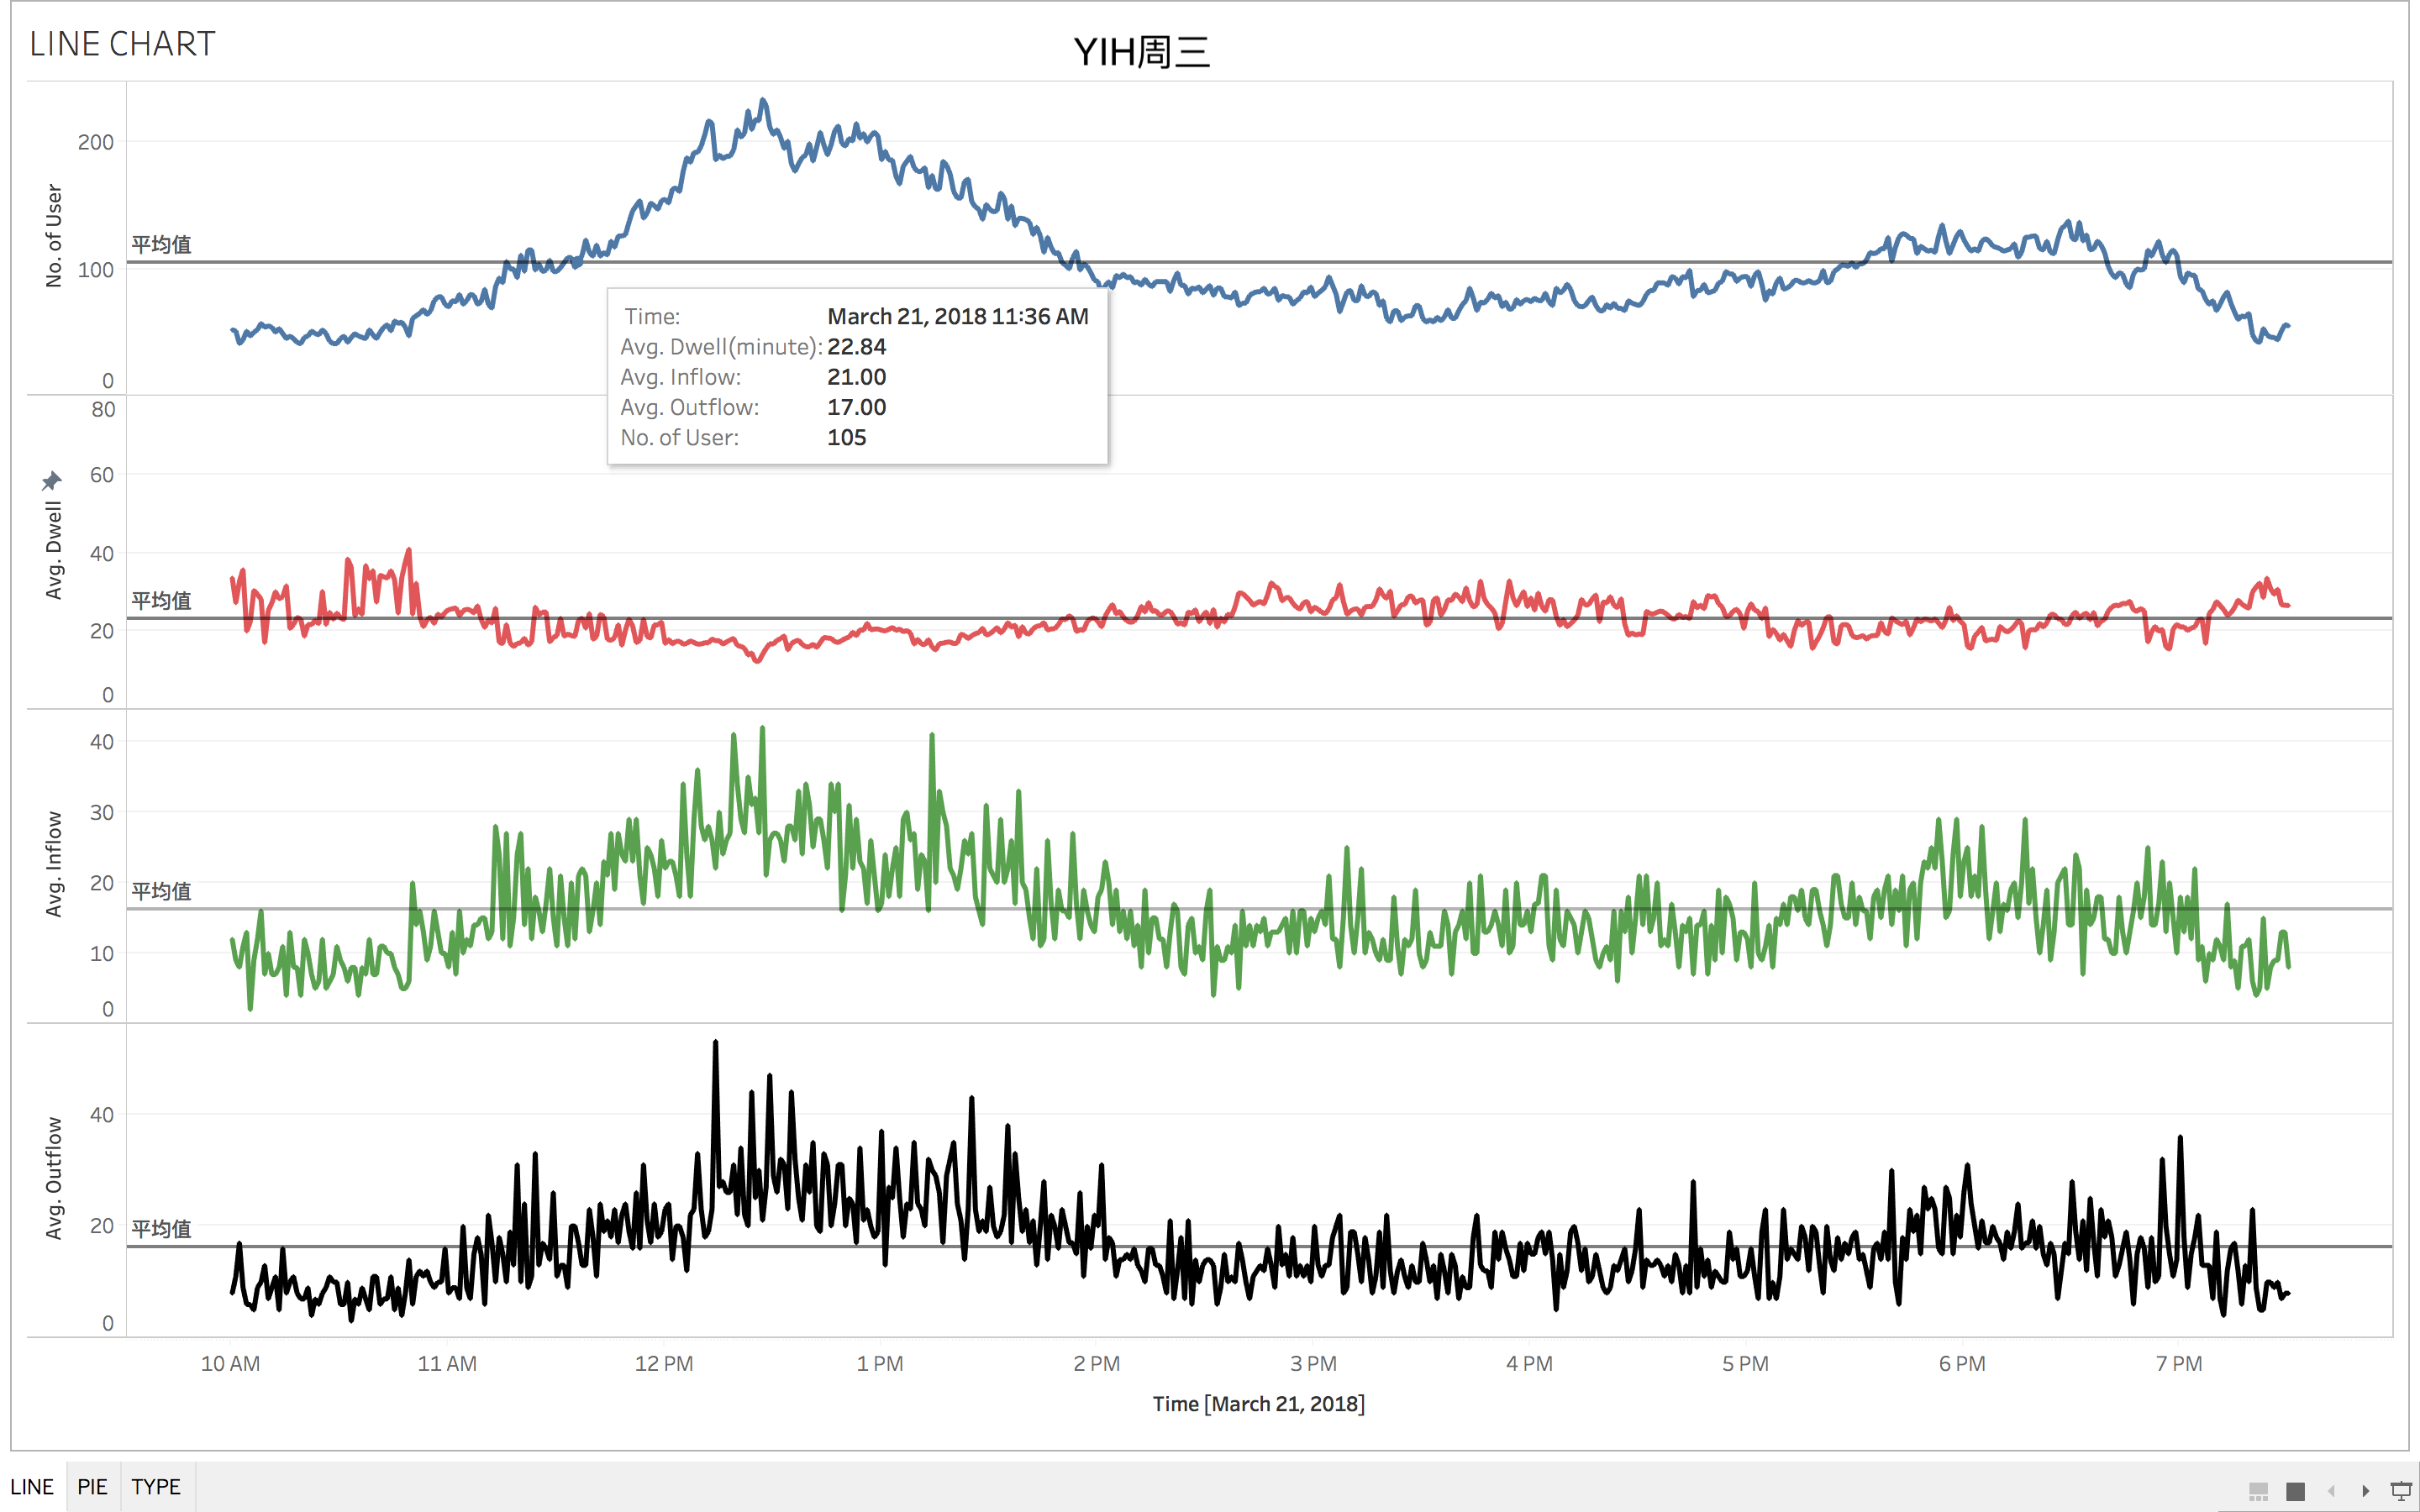 LINE CHART
YIH周三
No. of User
200
100
0
平均值
Time: March 21, 2018 11:36 AM
Avg. Dwell(minute): 22.84
Avg. Inflow: 21.00
Avg. Outflow: 17.00
No. of User: 105
Avg. Dwell
80
60
40
20
0
平均值
Avg. Inflow
40
30
20
10
0
平均值
Avg. Outflow
40
20
0
平均值
10 AM 11 AM 12 PM 1 PM 2 PM 3 PM 4 PM 5 PM 6 PM 7 PM
Time [March 21, 2018]
LINE PIE TYPE